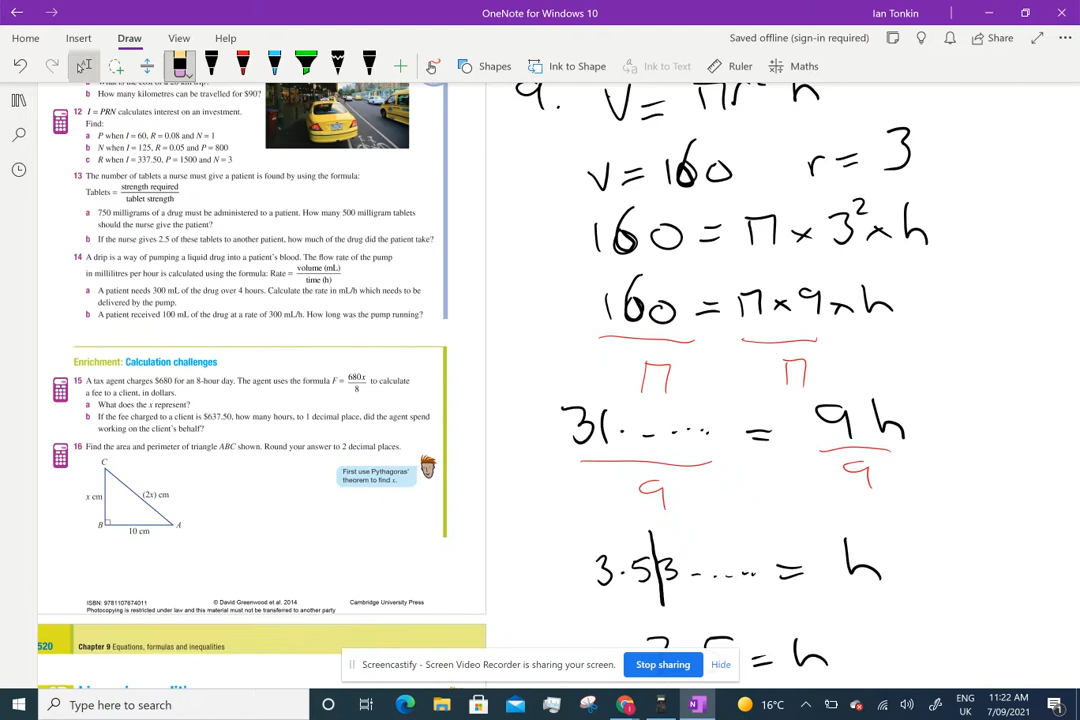 OneNote for Windows 10
Ian Tonkin
Home Insert Draw View Help
Saved offline (sign-in required)
Share
Ink to Shape
Shapes
Ink to Text
Ruler
Maths
b How many kilometres can be travelled for $90?
12 I = PRN calculates interest on an investment.
Find:
a P when I = 60, R = 0.08 and N = 1
b N when I = 125, R = 0.05 and P = 800
c R when I = 337.50, P = 1500 and N = 3
13 The number of tablets a nurse must give a patient is found by using the formula:
Tablets = strength required
tablet strength
a 750 milligrams of a drug must be administered to a patient. How many 500 milligram tablets
should the nurse give the patient?
b If the nurse gives 2.5 of these tablets to another patient, how much of the drug did the patient take?
14 A drip is a way of pumping a liquid drug into a patient's blood. The flow rate of the pump
in millilitres per hour is calculated using the formula: Rate = volume (mL)
time (h)
a A patient needs 300 mL of the drug over 4 hours. Calculate the rate in mL/h which needs to be
delivered by the pump.
b A patient received 100 mL of the drug at a rate of 300 mL/h. How long was the pump running?
Enrichment: Calculation challenges
15 A tax agent charges $680 for an 8-hour day. The agent uses the formula F = 680x
8
to calculate
a fee to a client, in dollars.
a What does the x represent?
b If the fee charged to a client is $637.50, how many hours, to 1 decimal place, did the agent spend
working on the client's behalf?
16 Find the area and perimeter of triangle ABC shown. Round your answer to 2 decimal places.
C
x cm
(2x) cm
B
A
10 cm
First use Pythagoras'
theorem to find x.
ISBN: 9781107674011
© David Greenwood et al. 2014
Cambridge University Press
Photocopying is restricted under law and this material must not be transferred to another party
520 Chapter 9 Equations, formulas and inequalities
9. V = πr² h
V = 160 r = 3
160 = π × 3² × h
160 = π × 9 × h
π π
31....... = 9h
9 9
3.5|3...... = h
3.5 = h
Screencastify - Screen Video Recorder is sharing your screen.
Stop sharing
Hide
Type here to search
16°C
ENG
UK
11:22 AM
7/09/2021
1